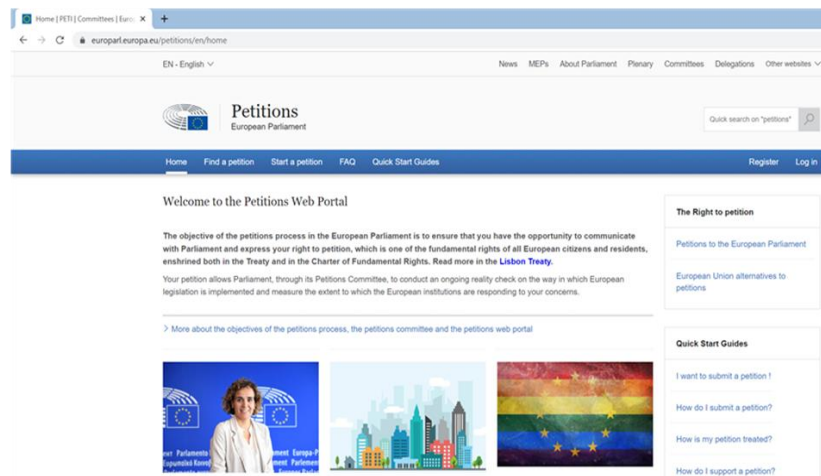 Home | PETI | Committees | Euro
europarl.europa.eu/petitions/en/home
EN - English
News MEPs About Parliament Plenary Committees Delegations Other websites
Petitions
European Parliament
Quick search on "petitions"
Home Find a petition Start a petition FAQ Quick Start Guides Register Log in
Welcome to the Petitions Web Portal
The objective of the petitions process in the European Parliament is to ensure that you have the opportunity to communicate
with Parliament and express your right to petition, which is one of the fundamental rights of all European citizens and residents,
enshrined both in the Treaty and in the Charter of Fundamental Rights. Read more in the Lisbon Treaty.
Your petition allows Parliament, through its Petitions Committee, to conduct an ongoing reality check on the way in which European
legislation is implemented and measure the extent to which the European institutions are responding to your concerns.
> More about the objectives of the petitions process, the petitions committee and the petitions web portal
The Right to petition
Petitions to the European Parliament
European Union alternatives to
petitions
Quick Start Guides
I want to submit a petition !
How do I submit a petition?
How is my petition treated?
How do I support a petition?